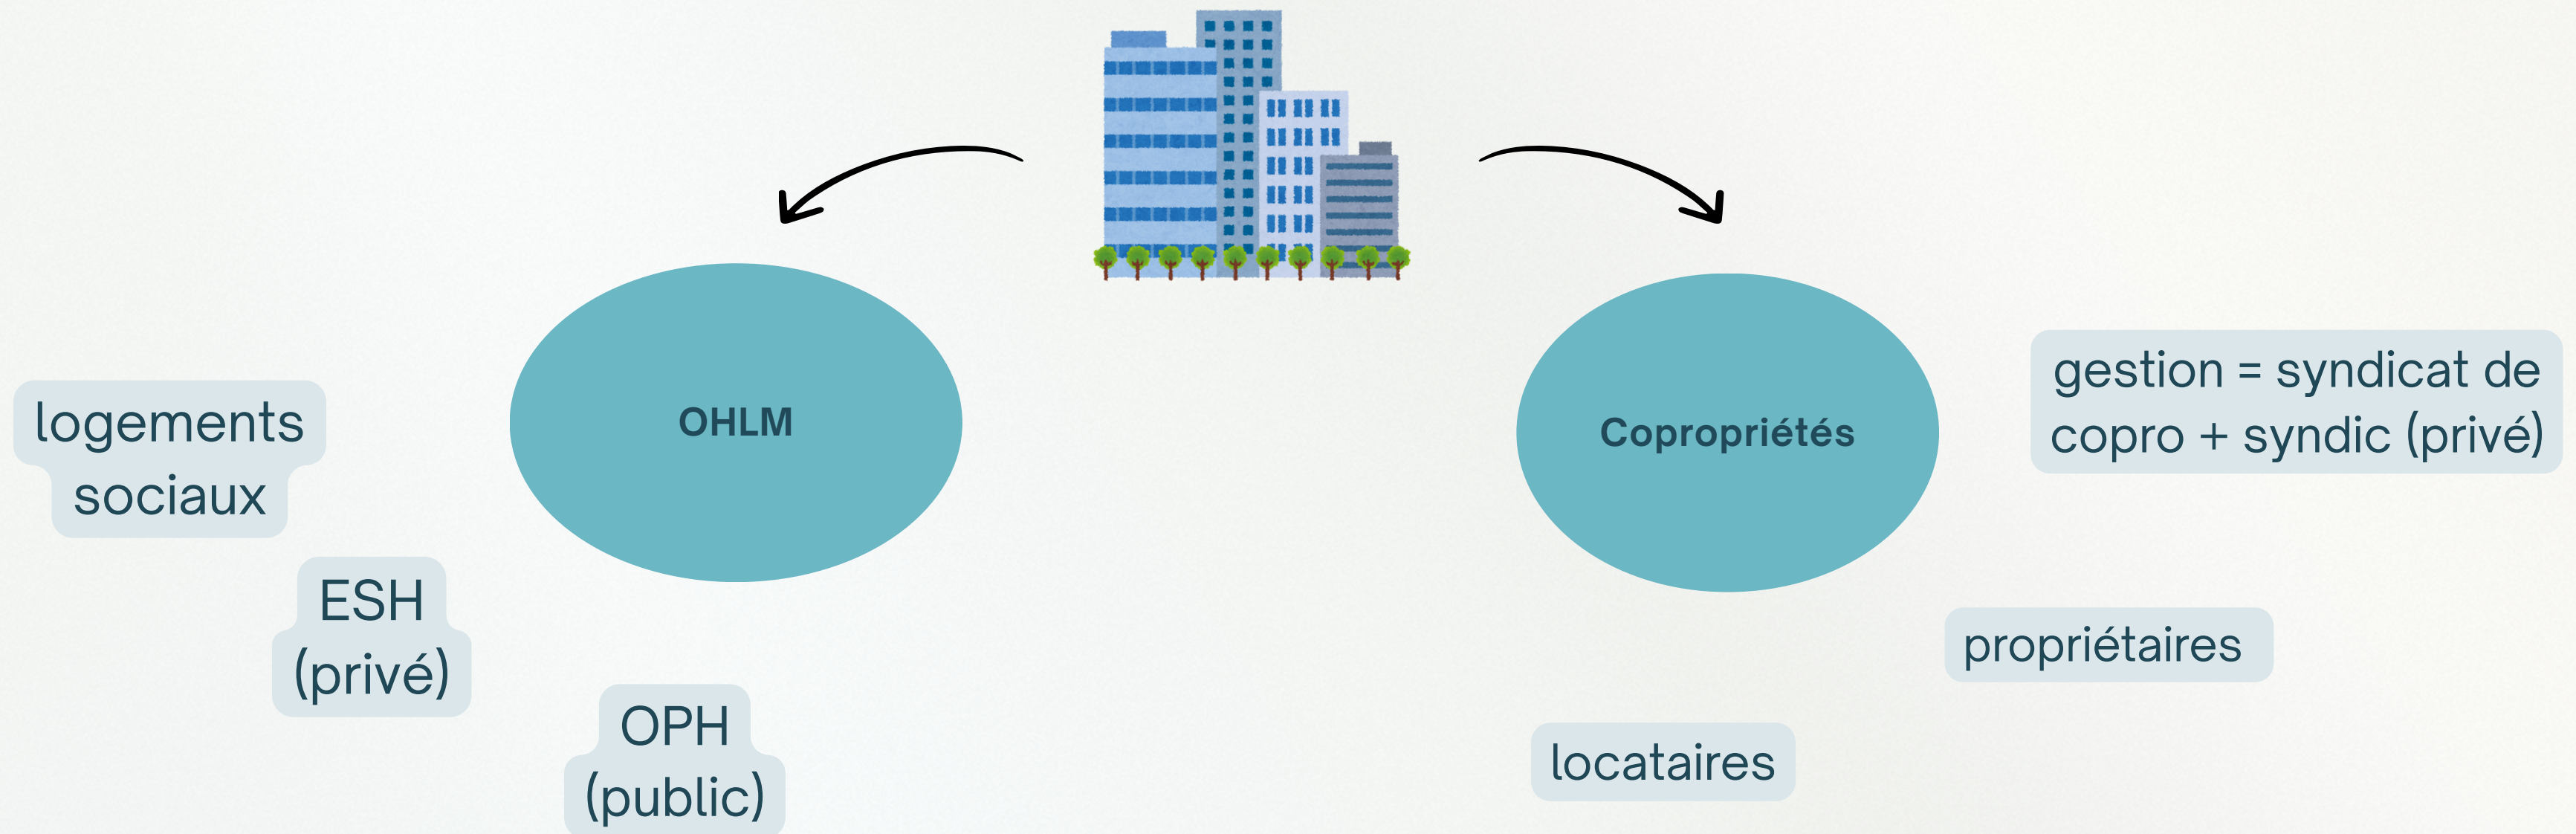 OHLM
logements
sociaux
ESH
(privé)
OPH
(public)
Copropriétés
gestion = syndicat de
copro + syndic (privé)
propriétaires
locataires